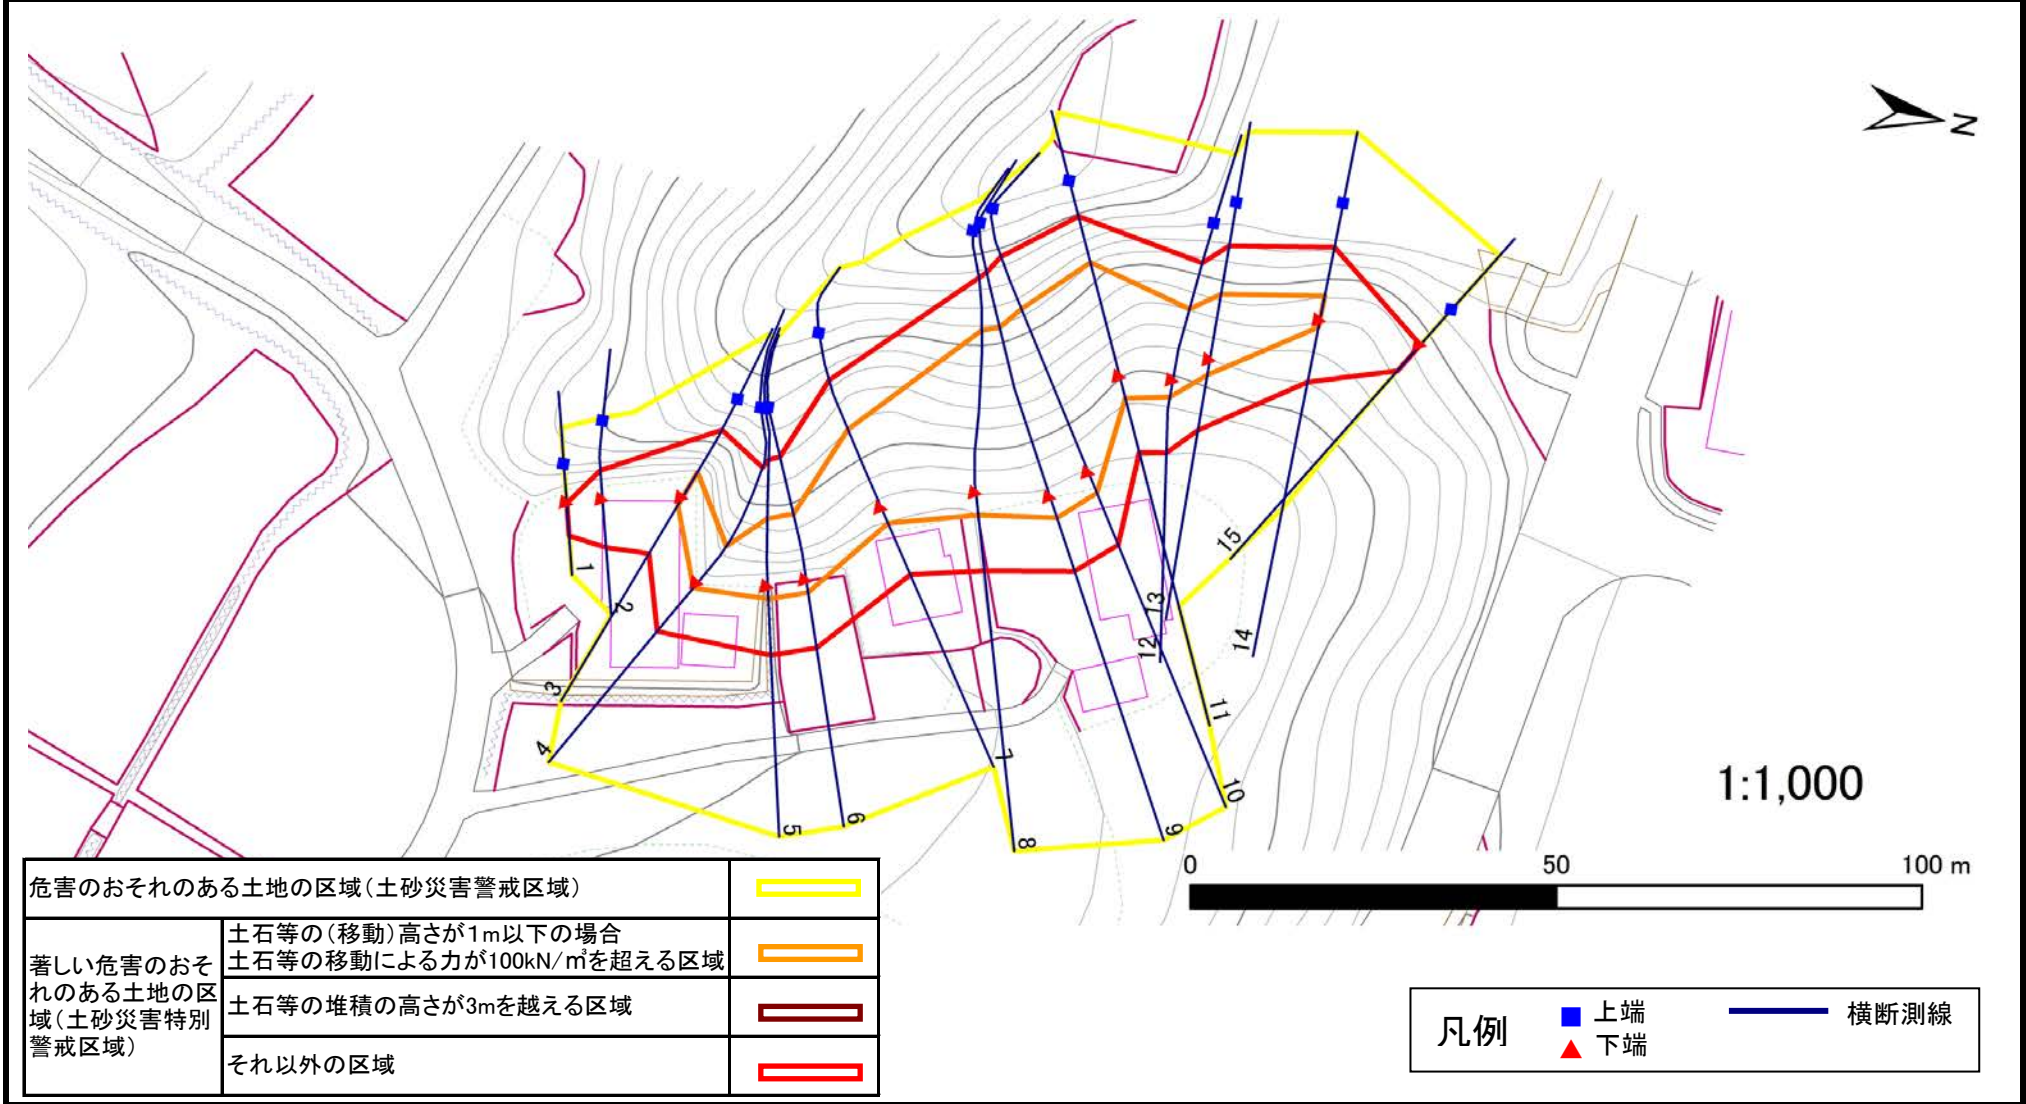 N
1
2
3
4
5
6
7
8
9
10
11
12
13
14
15
1:1,000
0 50 100 m
危害のおそれのある土地の区域(土砂災害警戒区域)
著しい危害のおそ
れのある土地の区
域(土砂災害特別
警戒区域)
土石等の(移動)高さが1m以下の場合
土石等の移動による力が100kN/㎡を超える区域
土石等の堆積の高さが3mを越える区域
それ以外の区域
凡例
上端
下端
横断測線